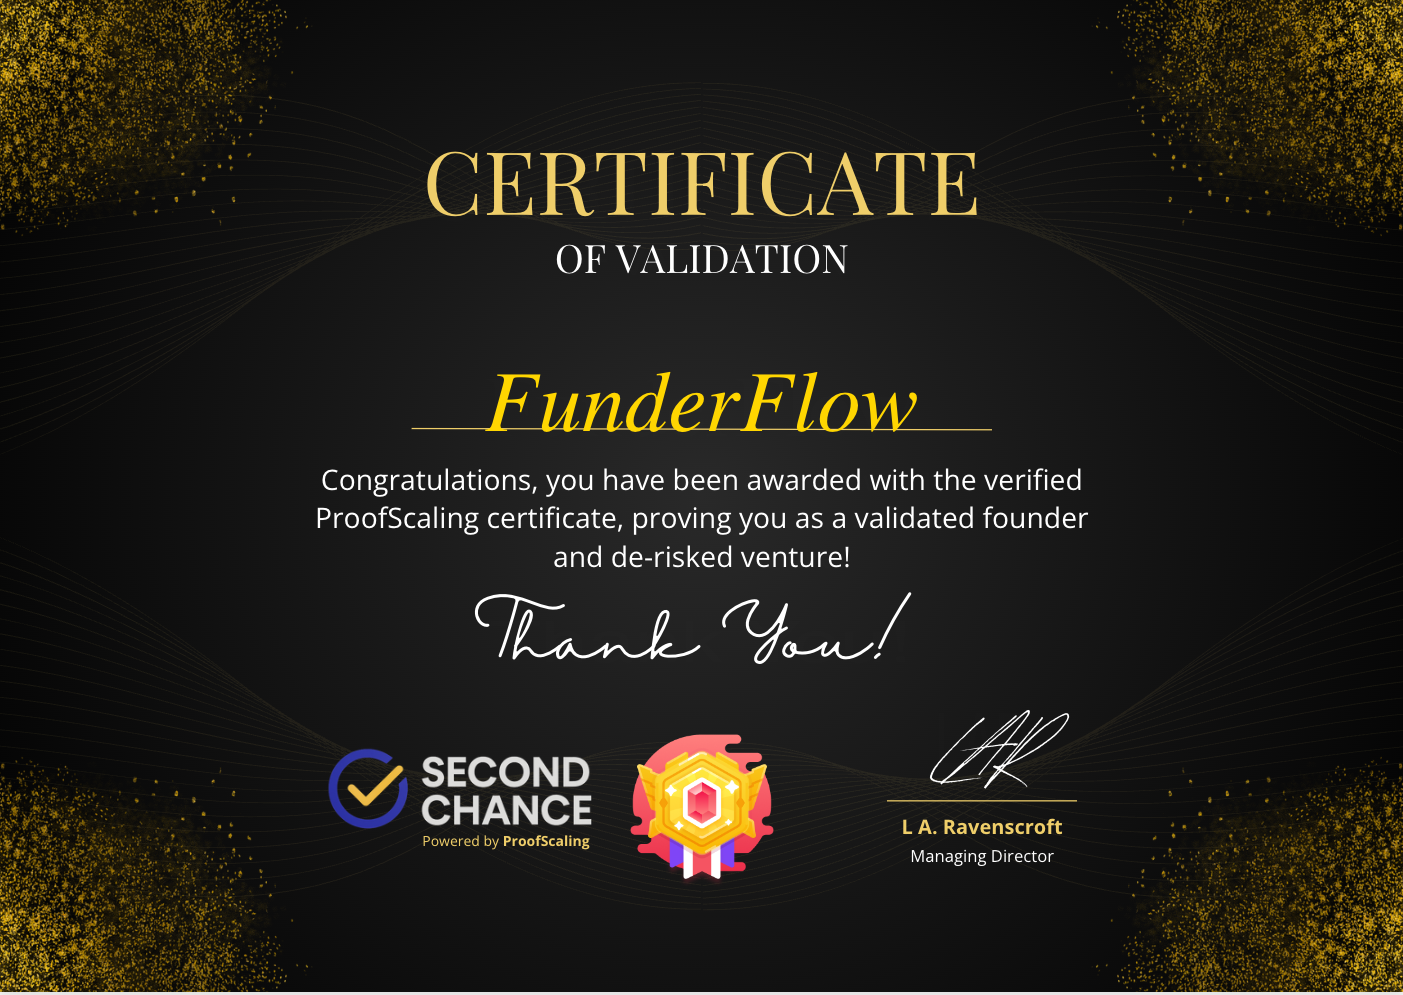 CERTIFICATE
OF VALIDATION
FunderFlow
Congratulations, you have been awarded with the verified
ProofScaling certificate, proving you as a validated founder
and de-risked venture!
Thank You!
SECOND
CHANCE
Powered by ProofScaling
LAR
L A. Ravenscroft
Managing Director